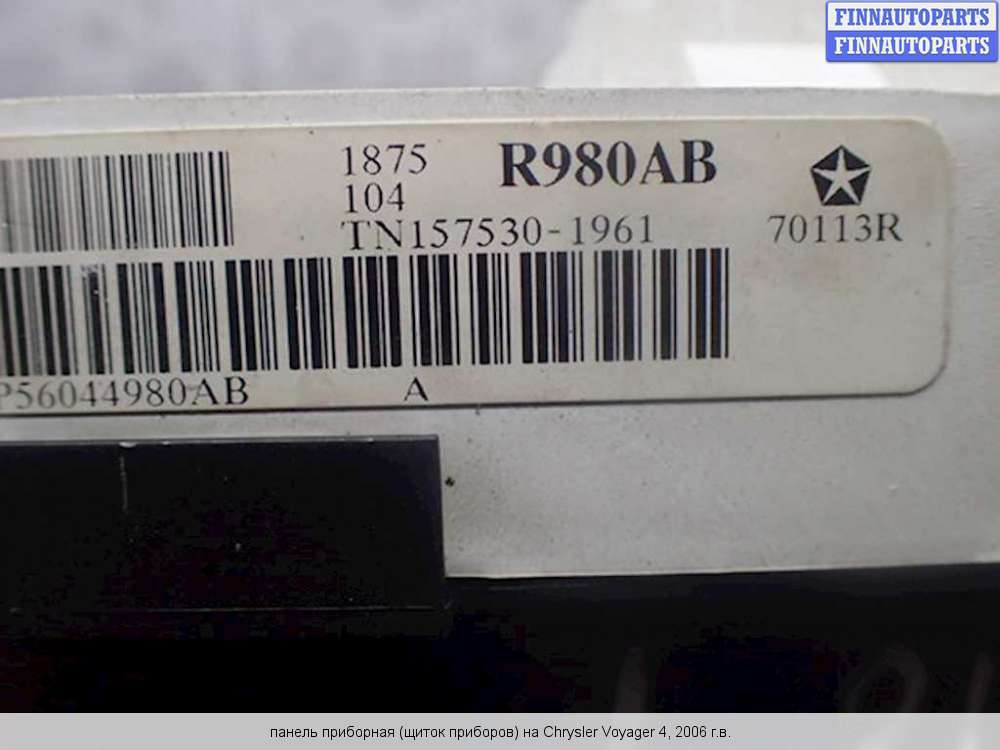 FINNAUTOPARTS
FINNAUTOPARTS
1875 R980AB
104
TN157530-1961 70113R
P56044980AB A
панель приборная (щиток приборов) на Chrysler Voyager 4, 2006 г.в.